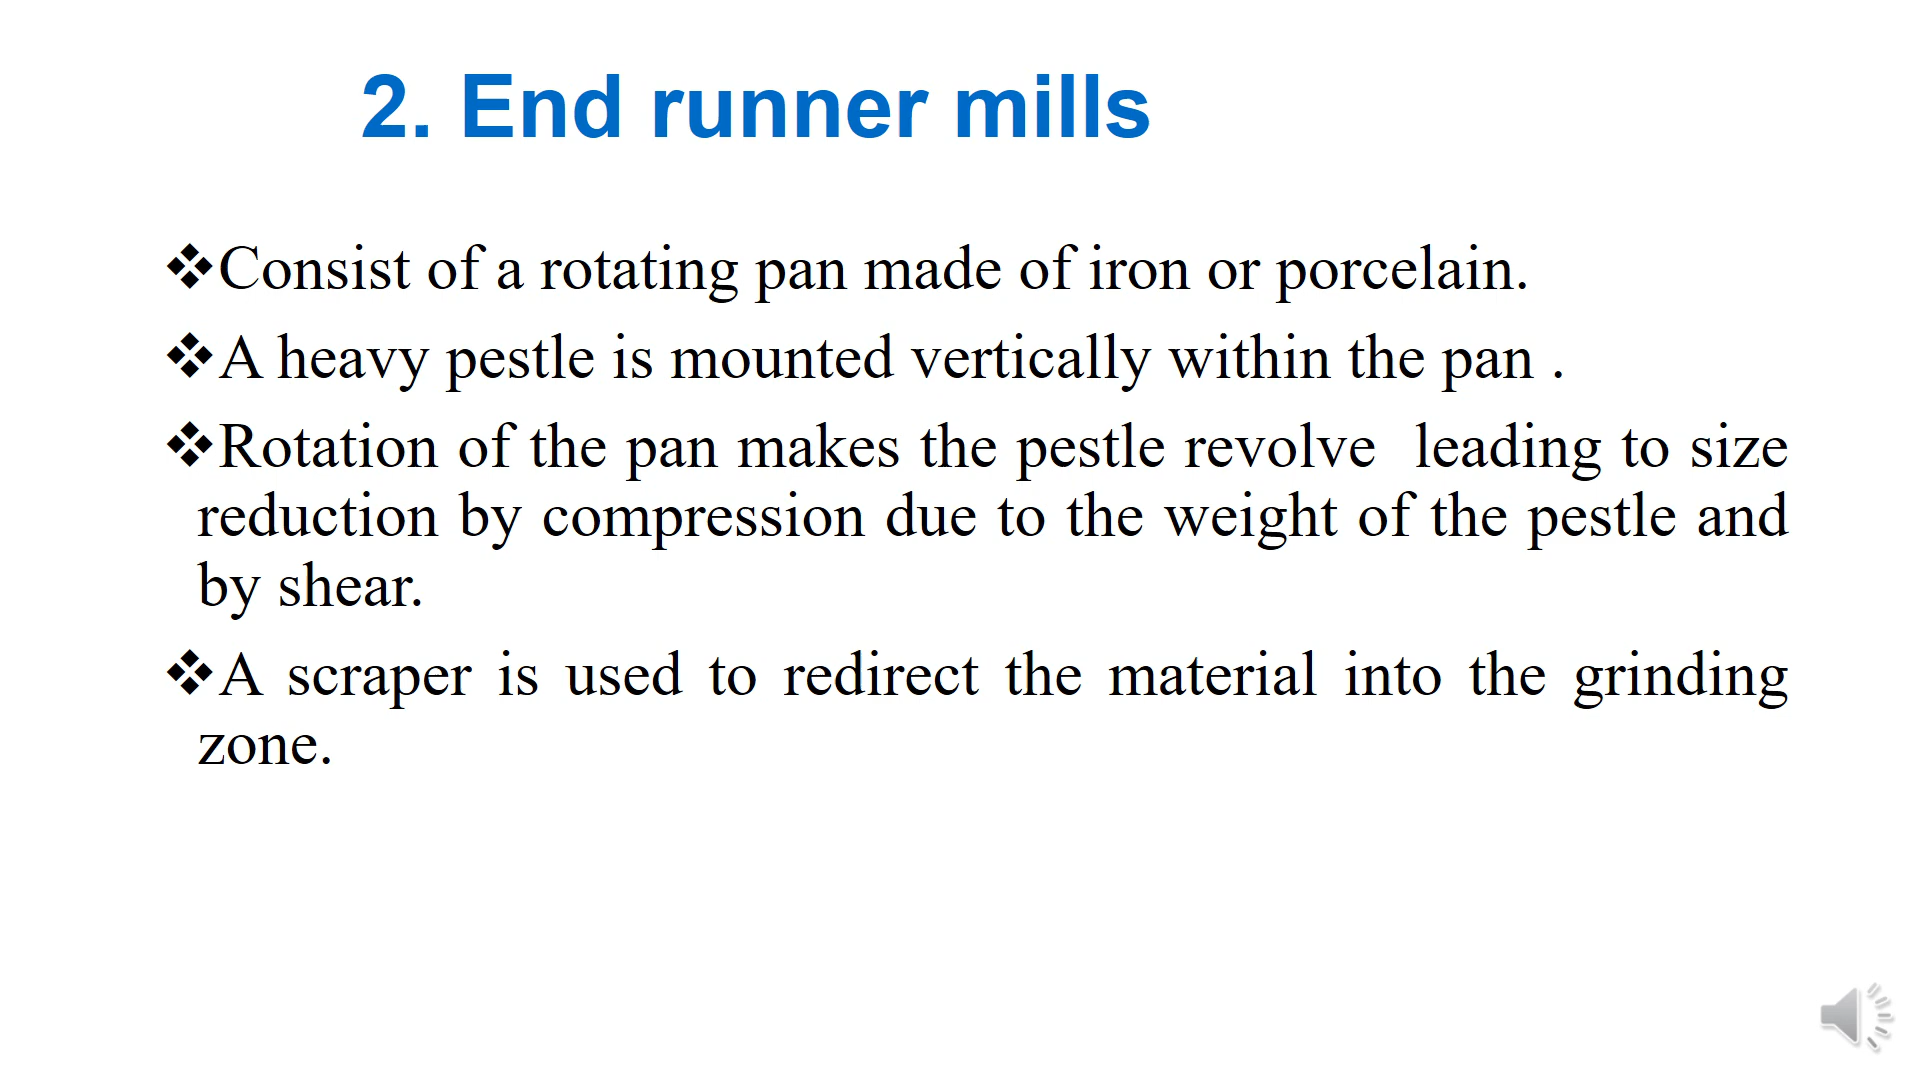 2. End runner mills
❖Consist of a rotating pan made of iron or porcelain.
❖A heavy pestle is mounted vertically within the pan .
❖Rotation of the pan makes the pestle revolve  leading to size
reduction by compression due to the weight of the pestle and
by shear.
❖A scraper is used to redirect the material into the grinding
zone.